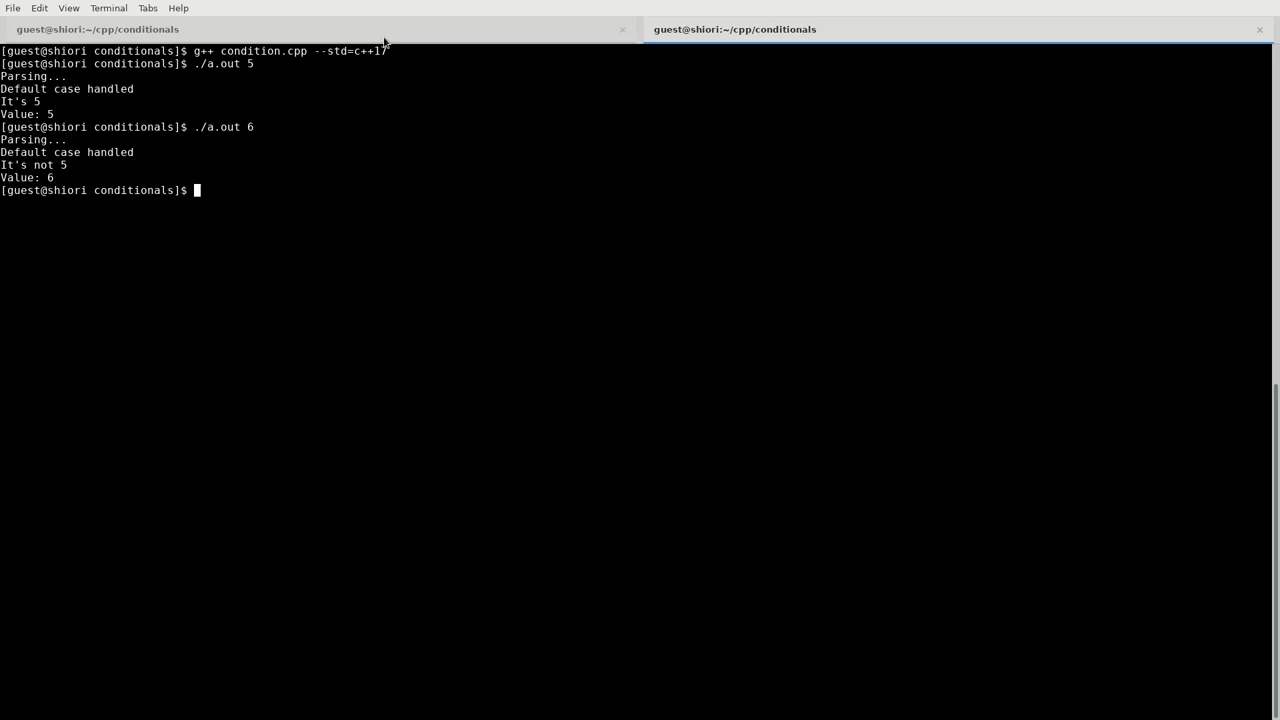 File Edit View Terminal Tabs Help
guest@shiori:~/cpp/conditionals × guest@shiori:~/cpp/conditionals ×
[guest@shiori conditionals]$ g++ condition.cpp --std=c++17
[guest@shiori conditionals]$ ./a.out 5
Parsing...
Default case handled
It's 5
Value: 5
[guest@shiori conditionals]$ ./a.out 6
Parsing...
Default case handled
It's not 5
Value: 6
[guest@shiori conditionals]$